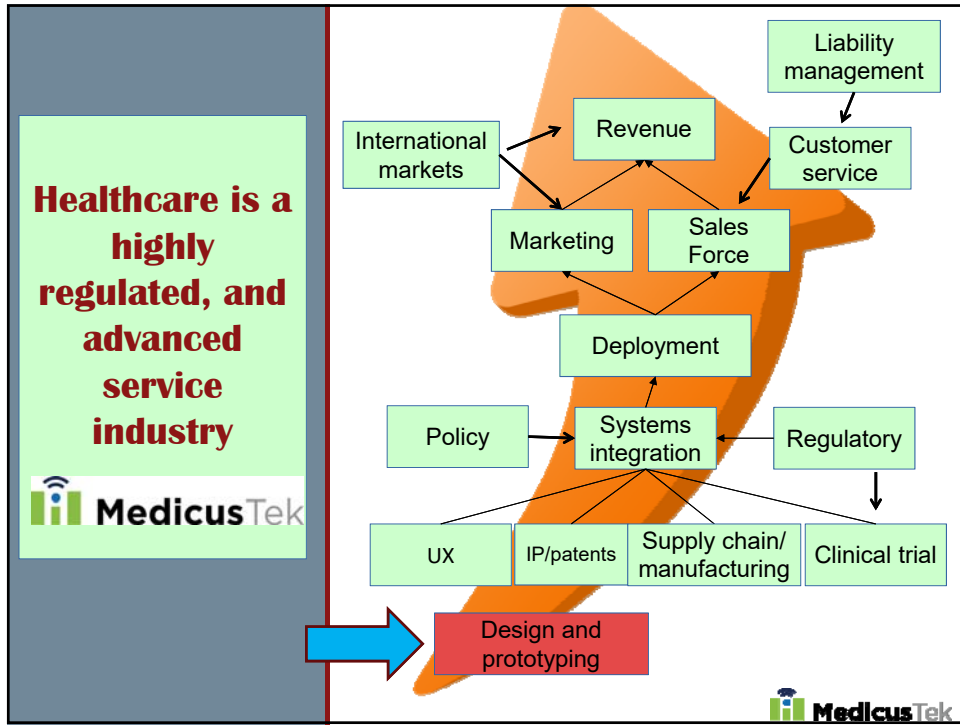 Healthcare is a
highly
regulated, and
advanced
service
industry
MedicusTek
Liability
management
Revenue
International
markets
Customer
service
Marketing
Sales
Force
Deployment
Policy
Systems
integration
Regulatory
UX
IP/patents
Supply chain/
manufacturing
Clinical trial
Design and
prototyping
MedicusTek